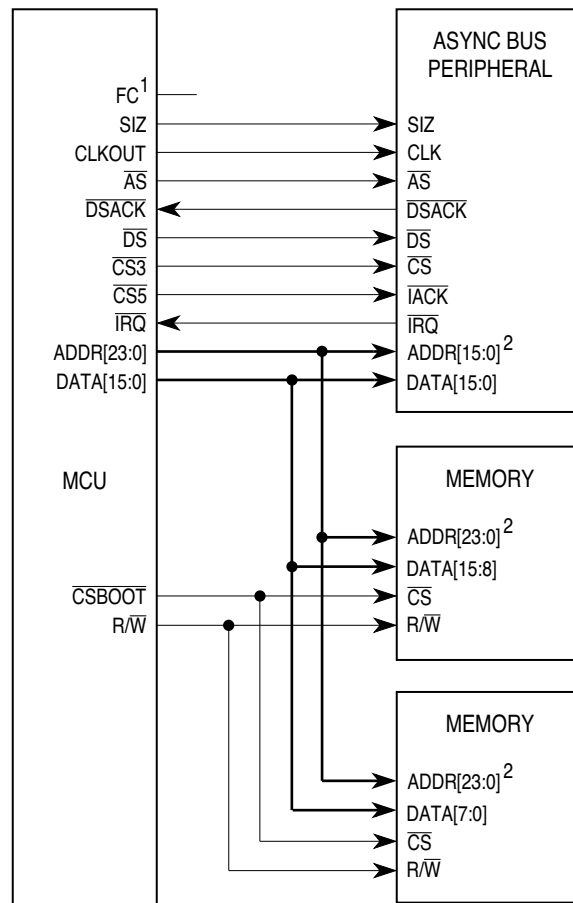 FC1
SIZ
CLKOUT
AS
DSACK
DS
CS3
CS5
IRQ
ADDR[23:0]
DATA[15:0]
MCU
CSBOOT
R/W
ASYNC BUS
PERIPHERAL
SIZ
CLK
AS
DSACK
DS
CS
IACK
IRQ
ADDR[15:0]2
DATA[15:0]
MEMORY
ADDR[23:0]2
DATA[15:8]
CS
R/W
MEMORY
ADDR[23:0]2
DATA[7:0]
CS
R/W